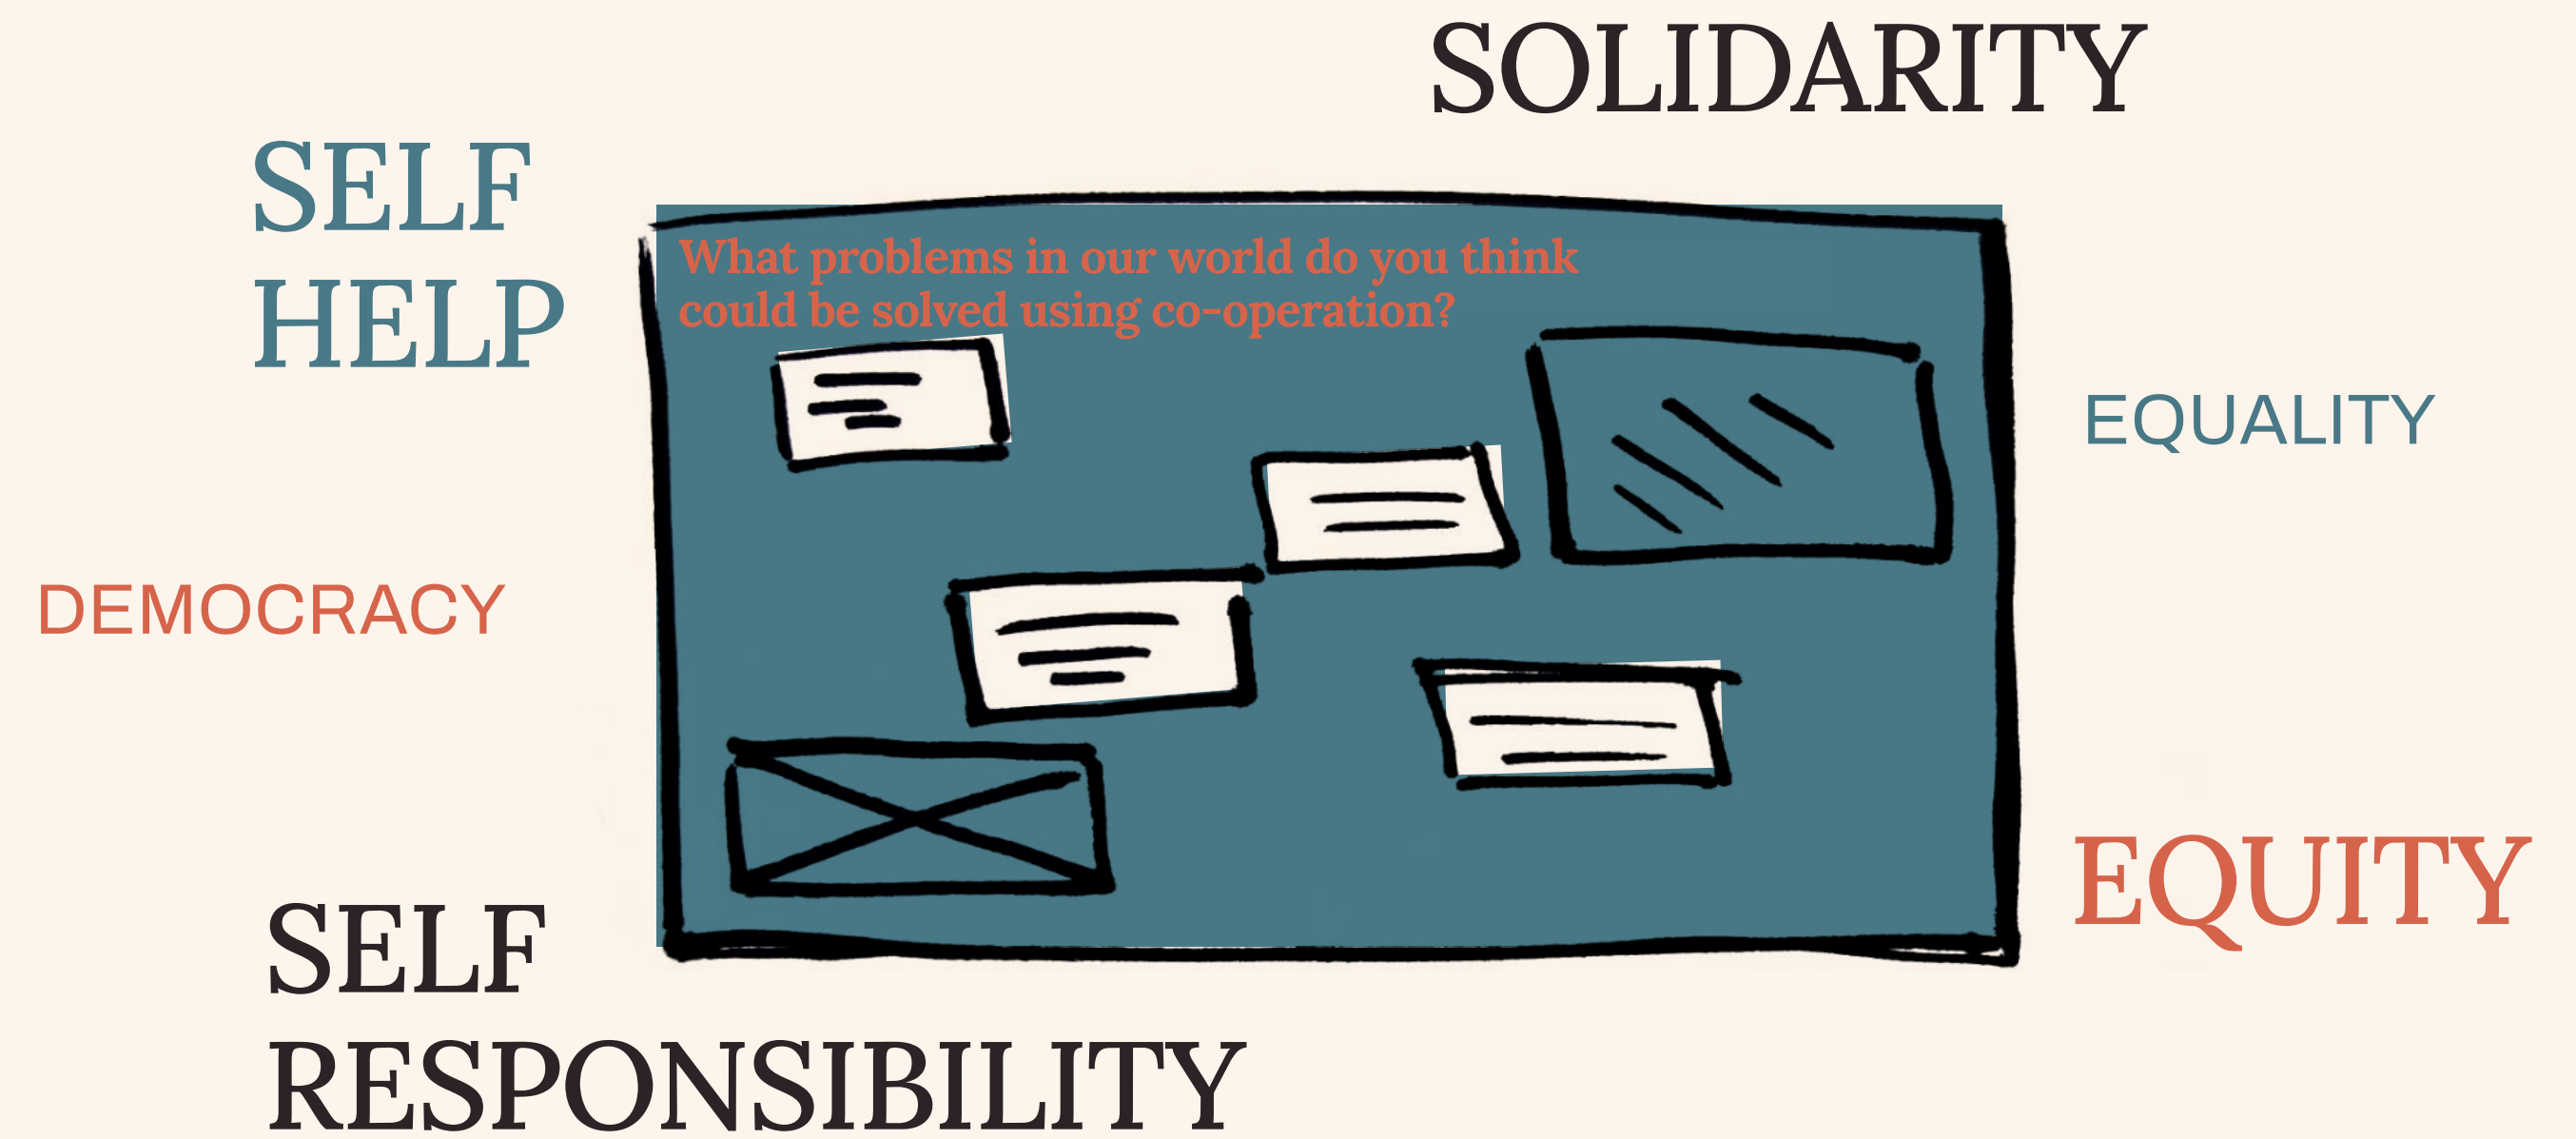 SOLIDARITY
SELF
HELP
What problems in our world do you think
could be solved using co-operation?
EQUALITY
DEMOCRACY
EQUITY
SELF
RESPONSIBILITY